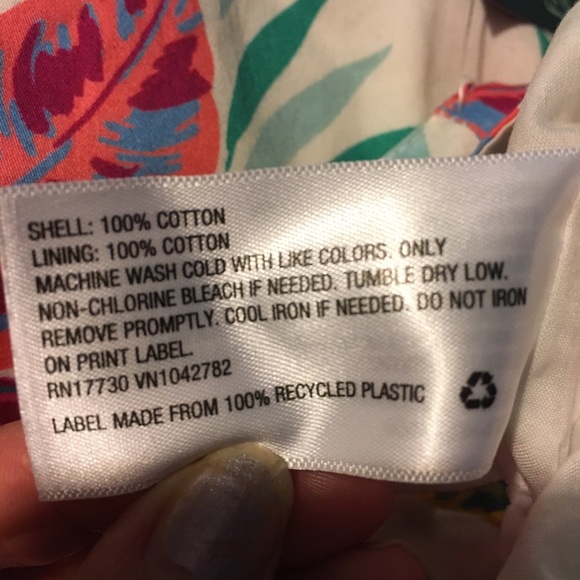 SHELL: 100% COTTON
LINING: 100% COTTON
MACHINE WASH COLD WITH LIKE COLORS. ONLY
NON-CHLORINE BLEACH IF NEEDED. TUMBLE DRY LOW.
REMOVE PROMPTLY. COOL IRON IF NEEDED. DO NOT IRON
ON PRINT LABEL.
RN17730 VN1042782
LABEL MADE FROM 100% RECYCLED PLASTIC